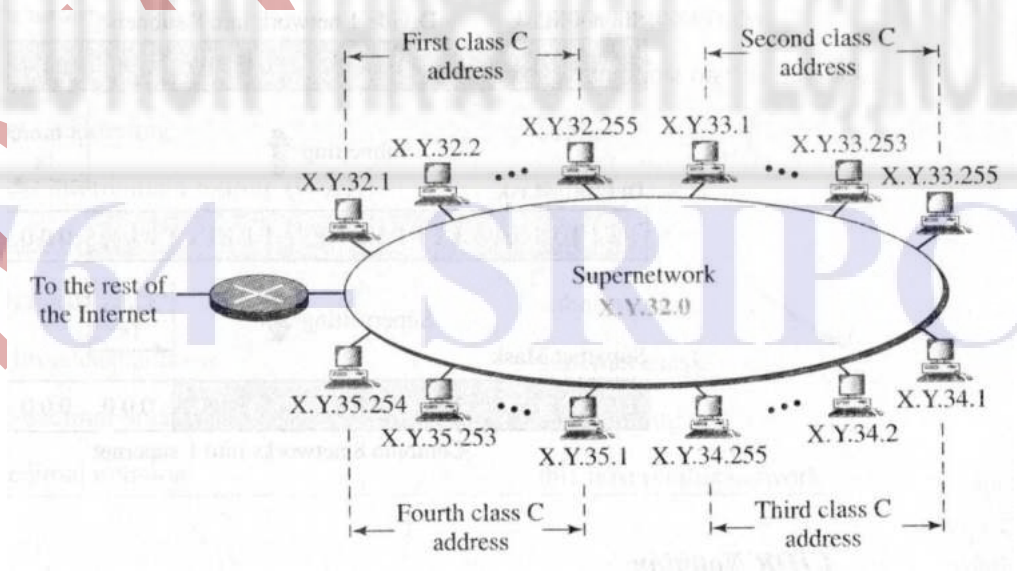 First class C
address
Second class C
address
X.Y.32.255
X.Y.33.1
X.Y.32.2
X.Y.33.253
X.Y.32.1
X.Y.33.255
To the rest of
the Internet
Supernetwork
X.Y.32.0
X.Y.35.254
X.Y.34.1
X.Y.35.253
X.Y.34.2
X.Y.35.1
X.Y.34.255
Fourth class C
address
Third class C
address
64 SRIPC